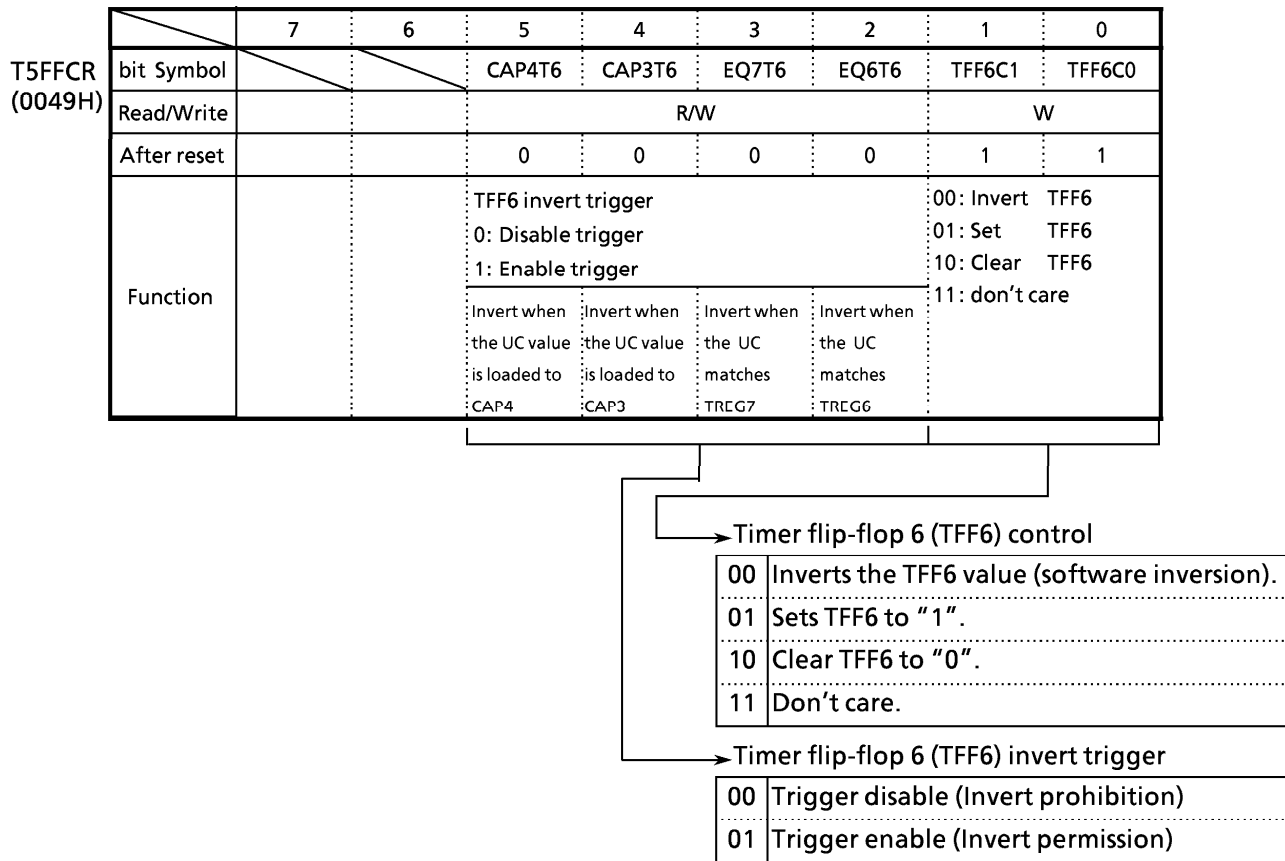 7 6 5 4 3 2 1 0
T5FFCR
(0049H)
bit Symbol CAP4T6 CAP3T6 EQ7T6 EQ6T6 TFF6C1 TFF6C0
Read/Write R/W W
After reset 0 0 0 0 1 1
Function
TFF6 invert trigger
0: Disable trigger
1: Enable trigger
Invert when
the UC value
is loaded to
CAP4
Invert when
the UC value
is loaded to
CAP3
Invert when
the UC
matches
TREG7
Invert when
the UC
matches
TREG6
00: Invert TFF6
01: Set TFF6
10: Clear TFF6
11: don't care
Timer flip-flop 6 (TFF6) control
00 Inverts the TFF6 value (software inversion).
01 Sets TFF6 to "1".
10 Clear TFF6 to "0".
11 Don't care.
Timer flip-flop 6 (TFF6) invert trigger
00 Trigger disable (Invert prohibition)
01 Trigger enable (Invert permission)